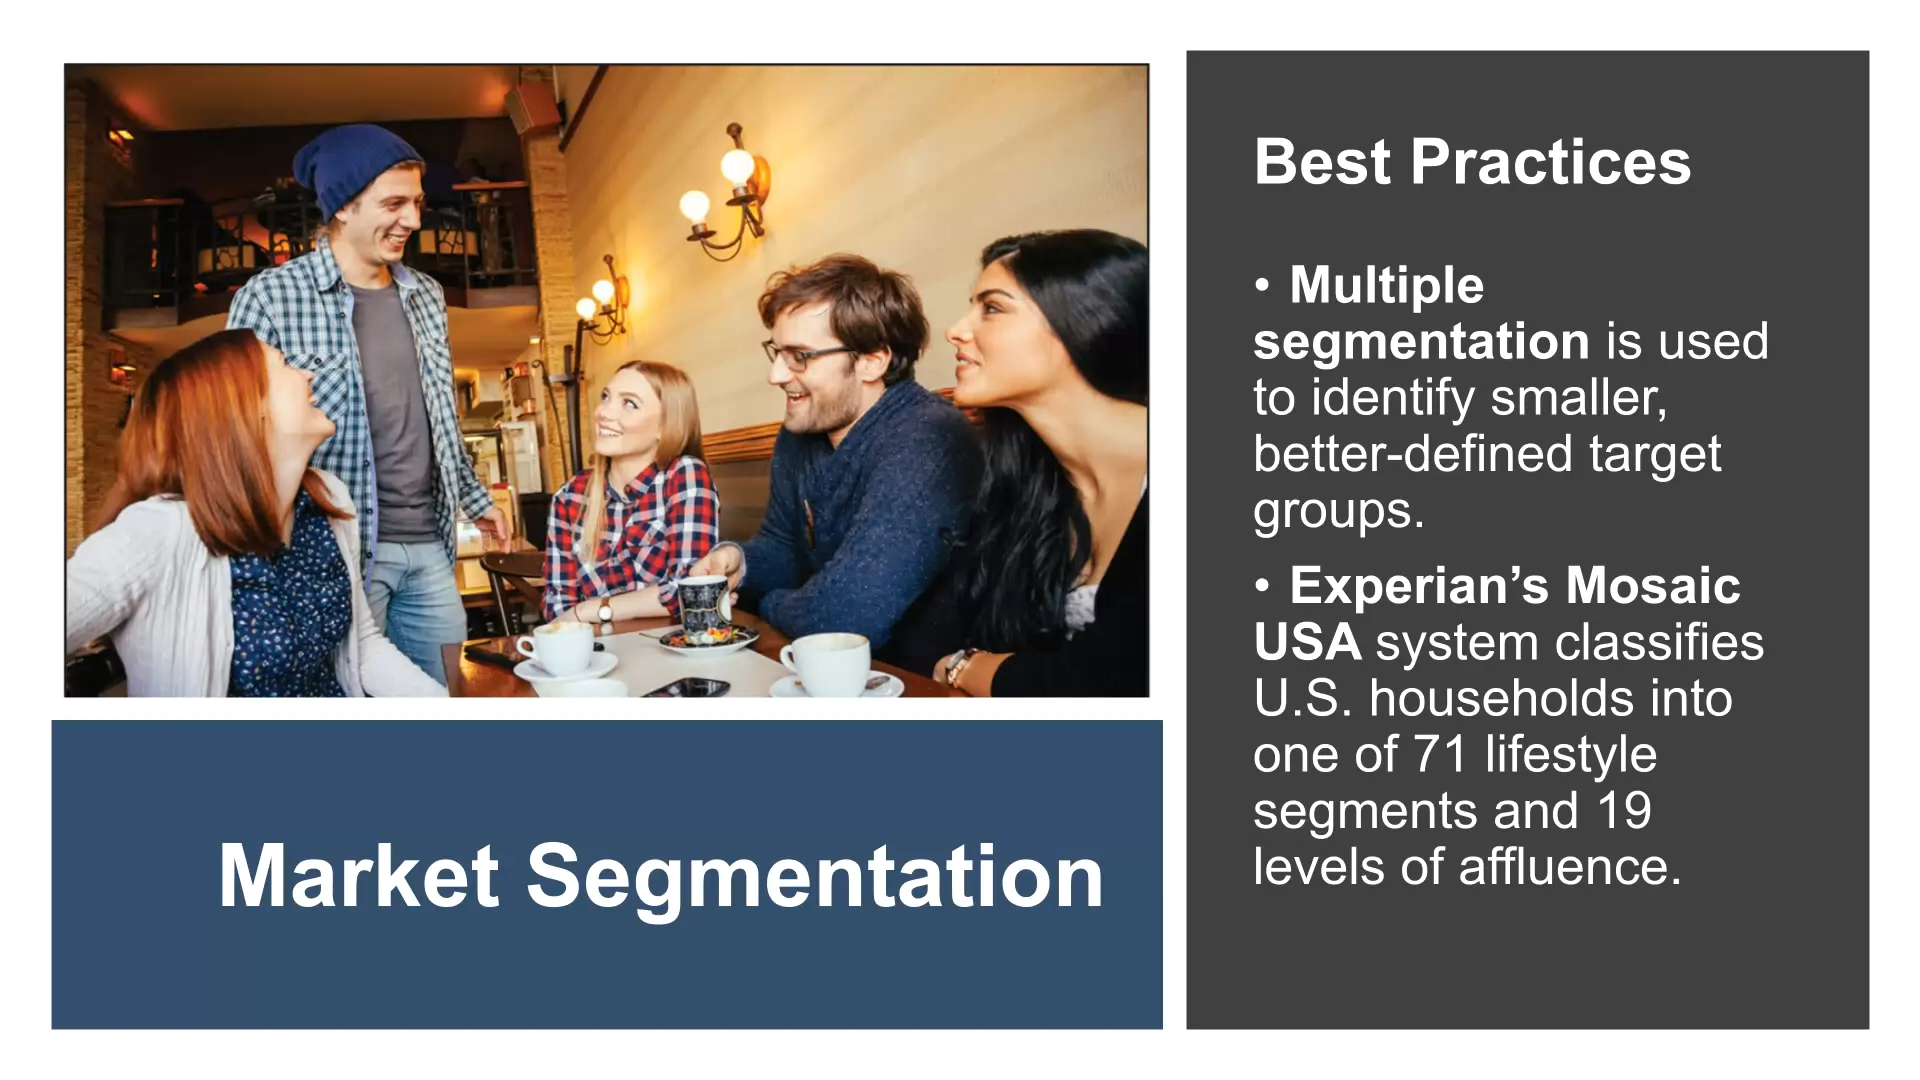 Market Segmentation
Best Practices
• Multiple
segmentation is used
to identify smaller,
better-defined target
groups.
• Experian’s Mosaic
USA system classifies
U.S. households into
one of 71 lifestyle
segments and 19
levels of affluence.